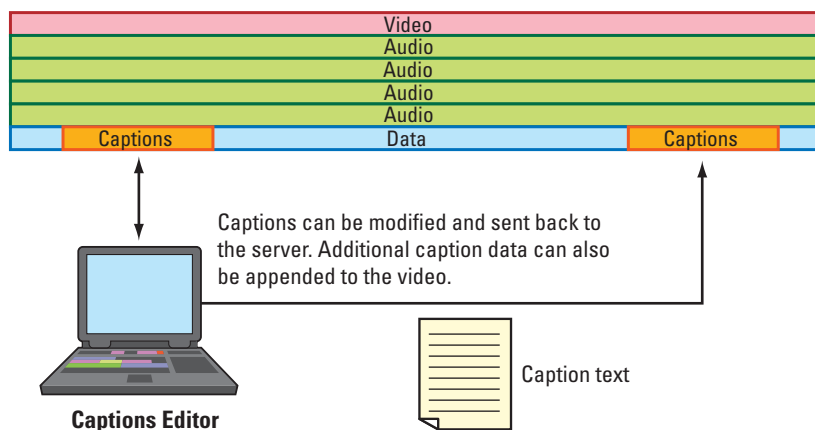 Video
Audio
Audio
Audio
Audio
Captions Data Captions
Captions can be modified and sent back to
the server. Additional caption data can also
be appended to the video.
Caption text
Captions Editor